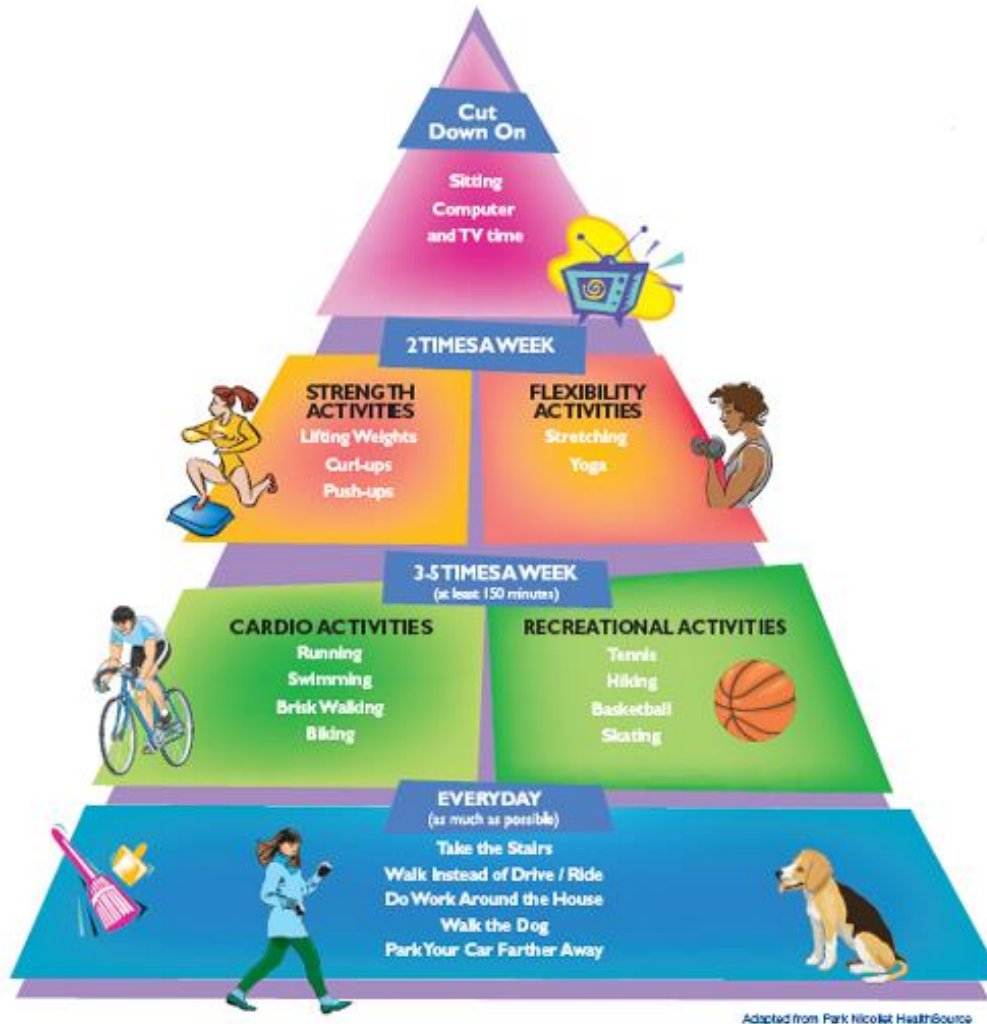 Cut
Down On
Sitting
Computer
and TV time
2 TIMES A WEEK
STRENGTH
ACTIVITIES
Lifting Weights
Curl-ups
Push-ups
FLEXIBILITY
ACTIVITIES
Stretching
Yoga
3-5 TIMES A WEEK
(at least 150 minutes)
CARDIO ACTIVITIES
Running
Swimming
Brisk Walking
Biking
RECREATIONAL ACTIVITIES
Tennis
Hiking
Basketball
Skating
EVERYDAY
(as much as possible)
Take the Stairs
Walk Instead of Drive / Ride
Do Work Around the House
Walk the Dog
Park Your Car Farther Away
Adapted from Park Nicollet HealthSource